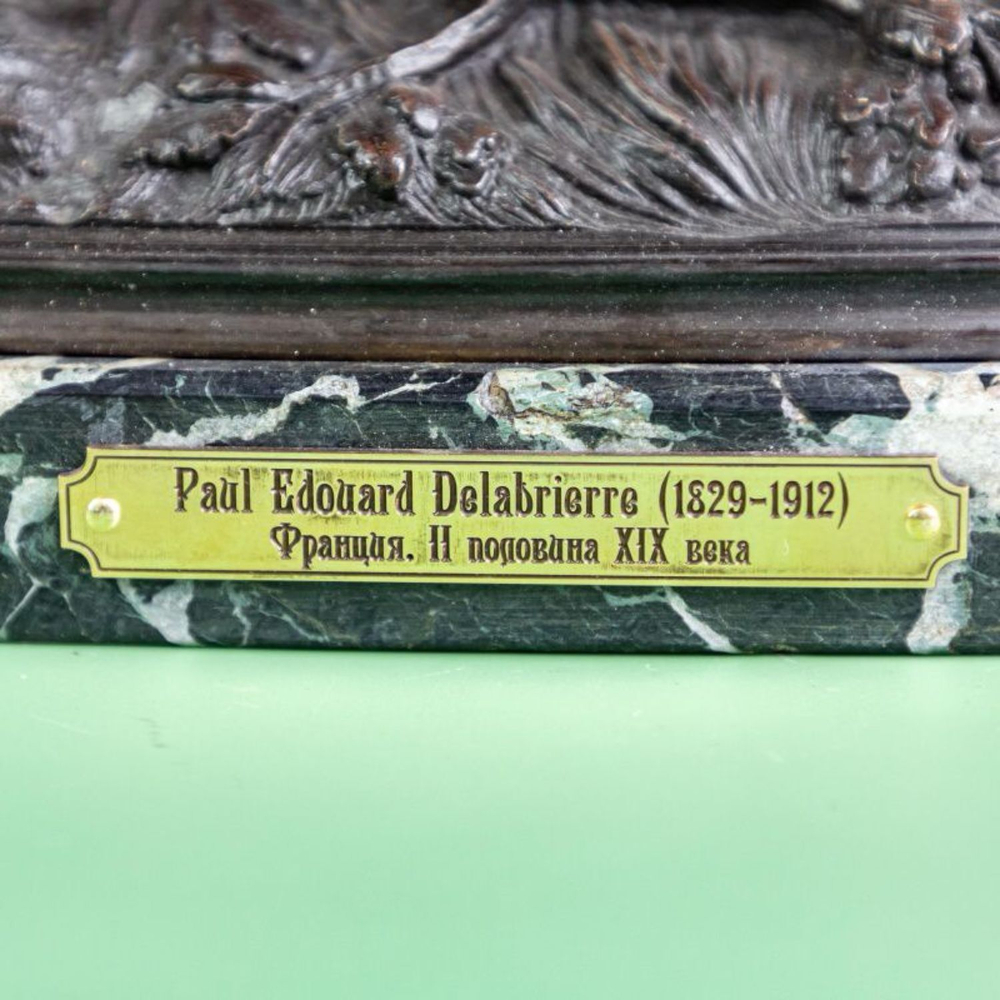 Paul Edouard Delabrierre (1829-1912)
Франция. II половина XIX века